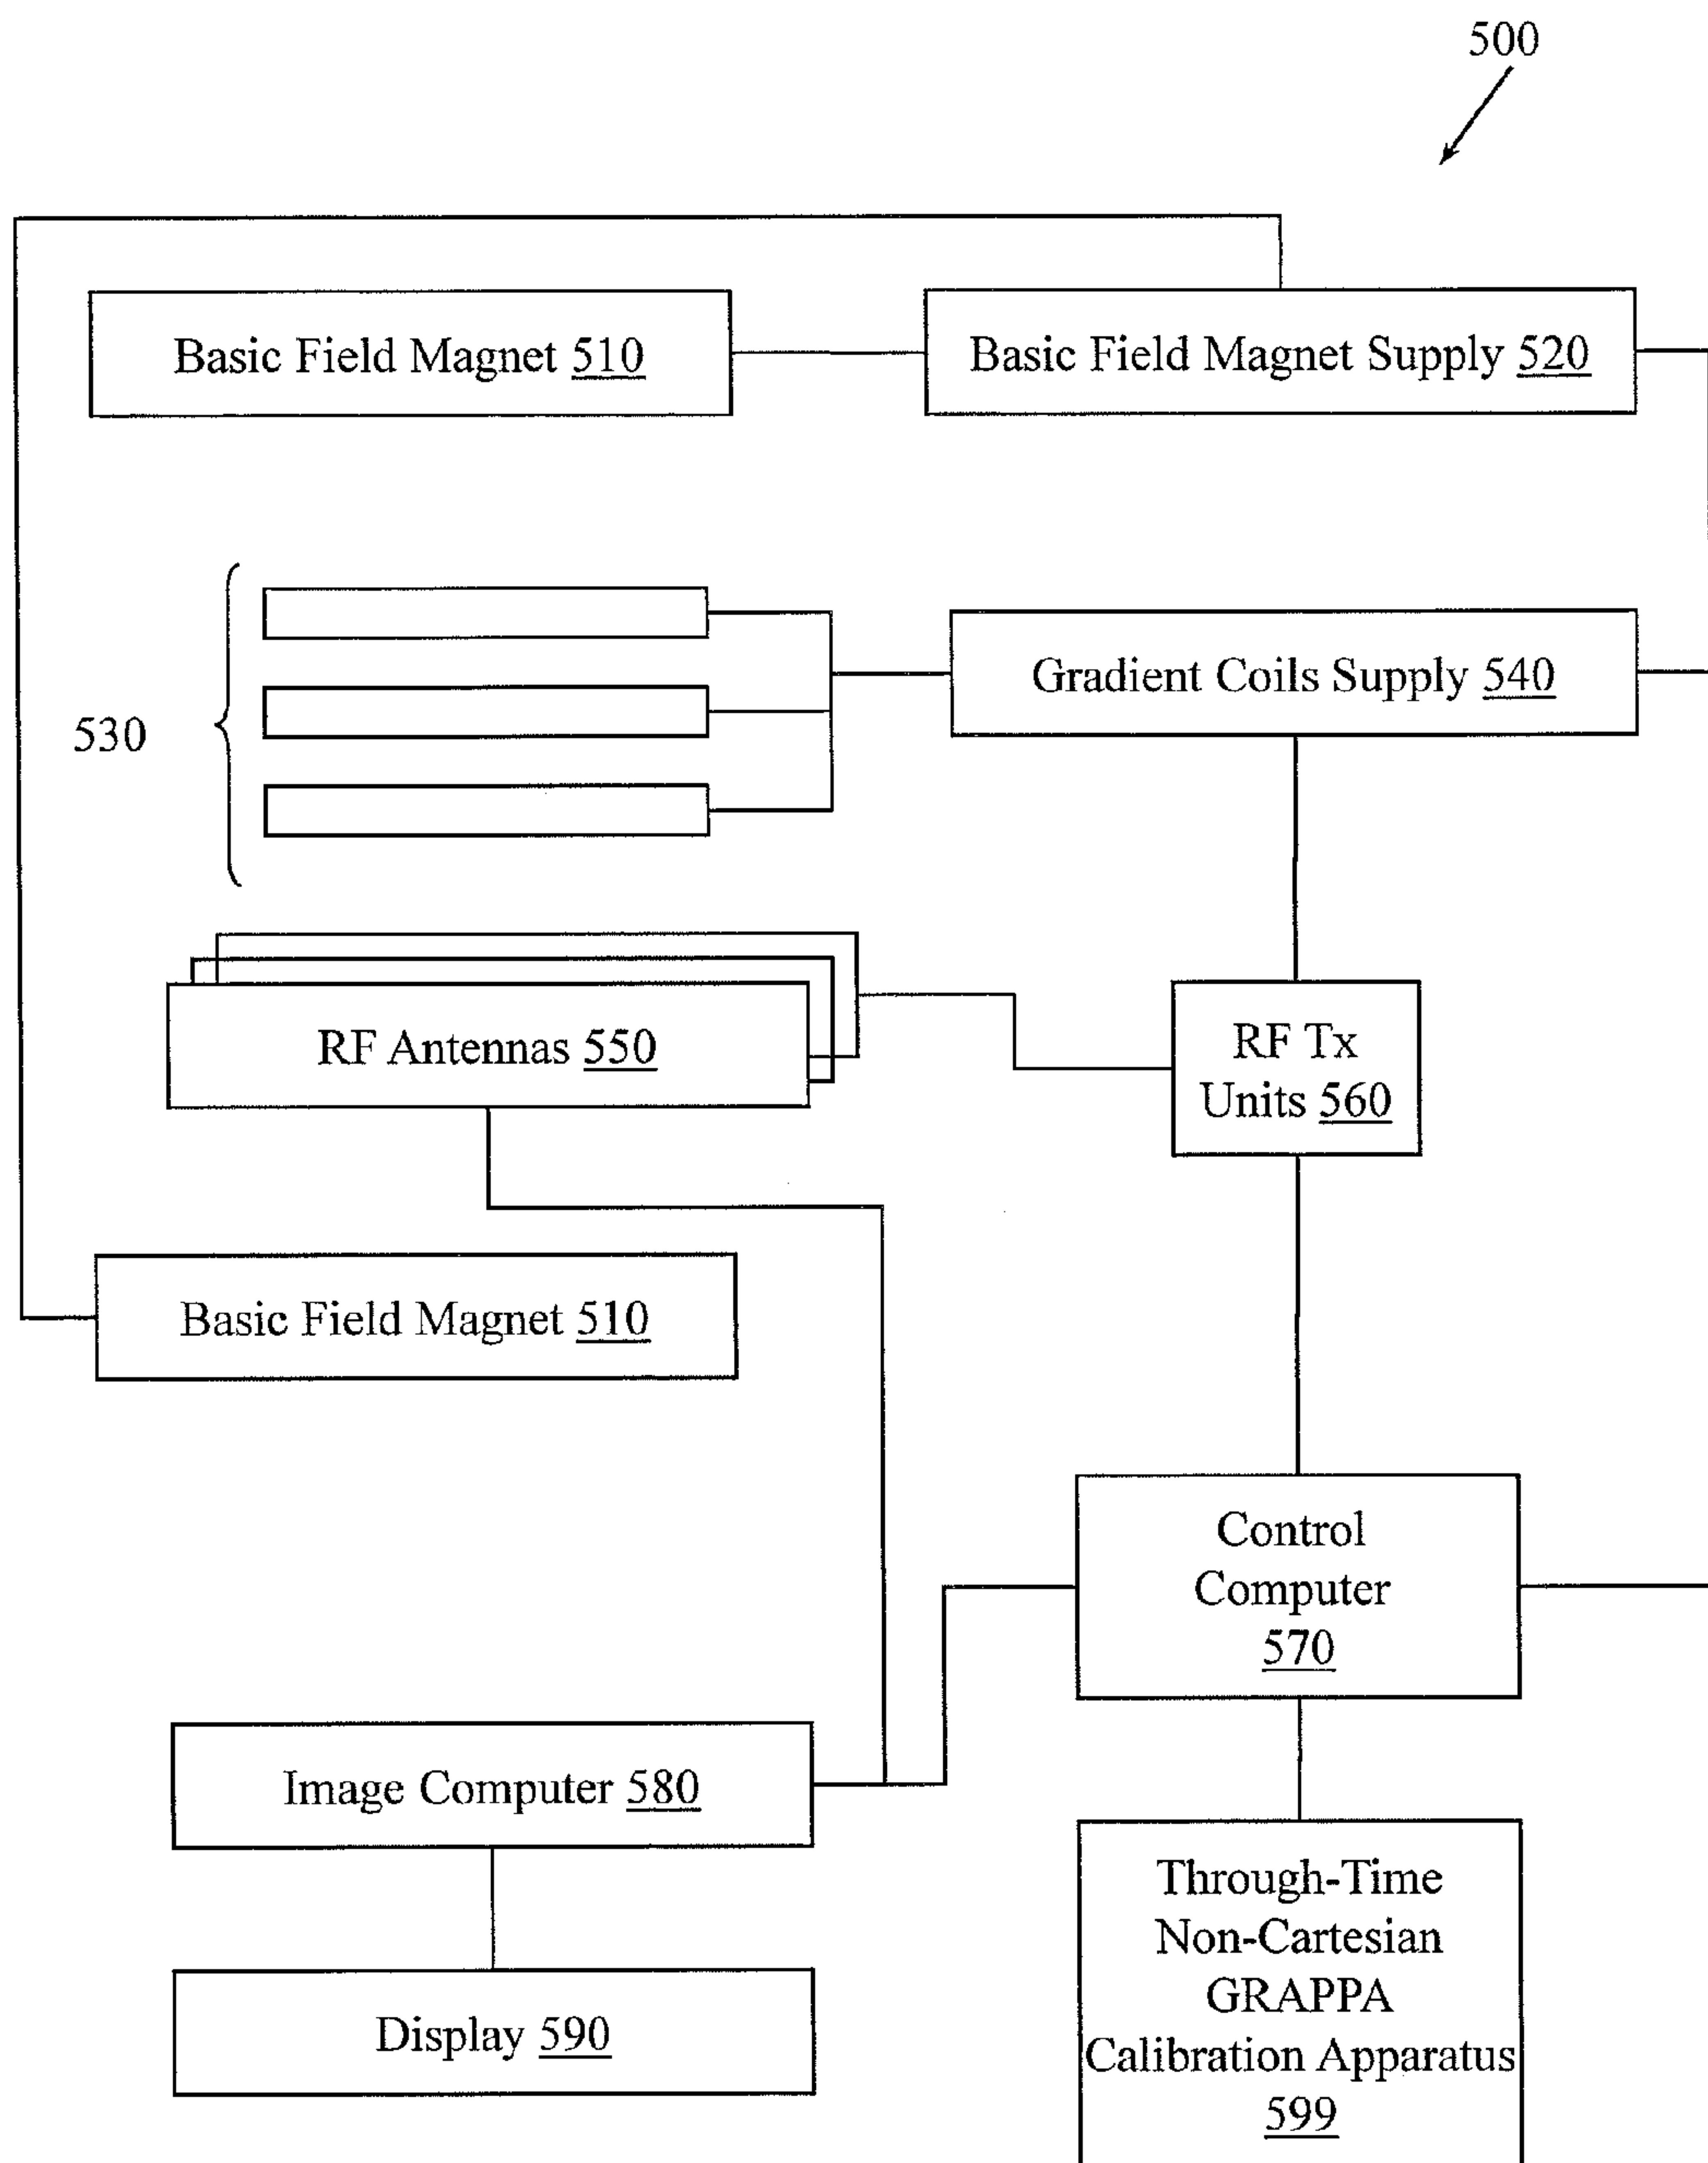 500
Basic Field Magnet 510
Basic Field Magnet Supply 520
530
Gradient Coils Supply 540
RF Antennas 550
RF Tx
Units 560
Basic Field Magnet 510
Control
Computer
570
Image Computer 580
Through-Time
Non-Cartesian
GRAPPA
Calibration Apparatus
599
Display 590